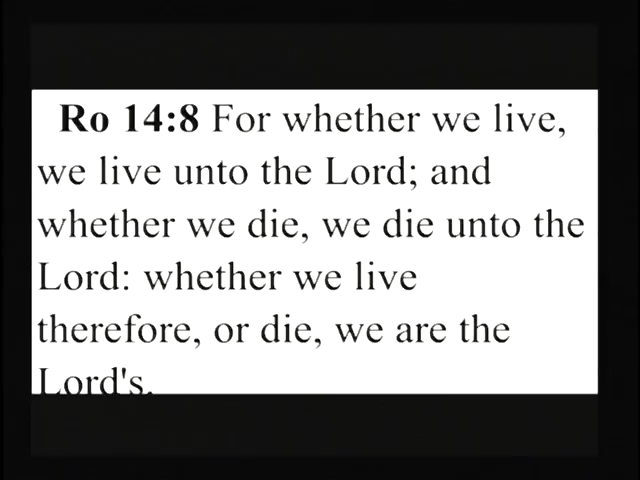 Ro 14:8 For whether we live,
we live unto the Lord; and
whether we die, we die unto the
Lord: whether we live
therefore, or die, we are the
Lord's.